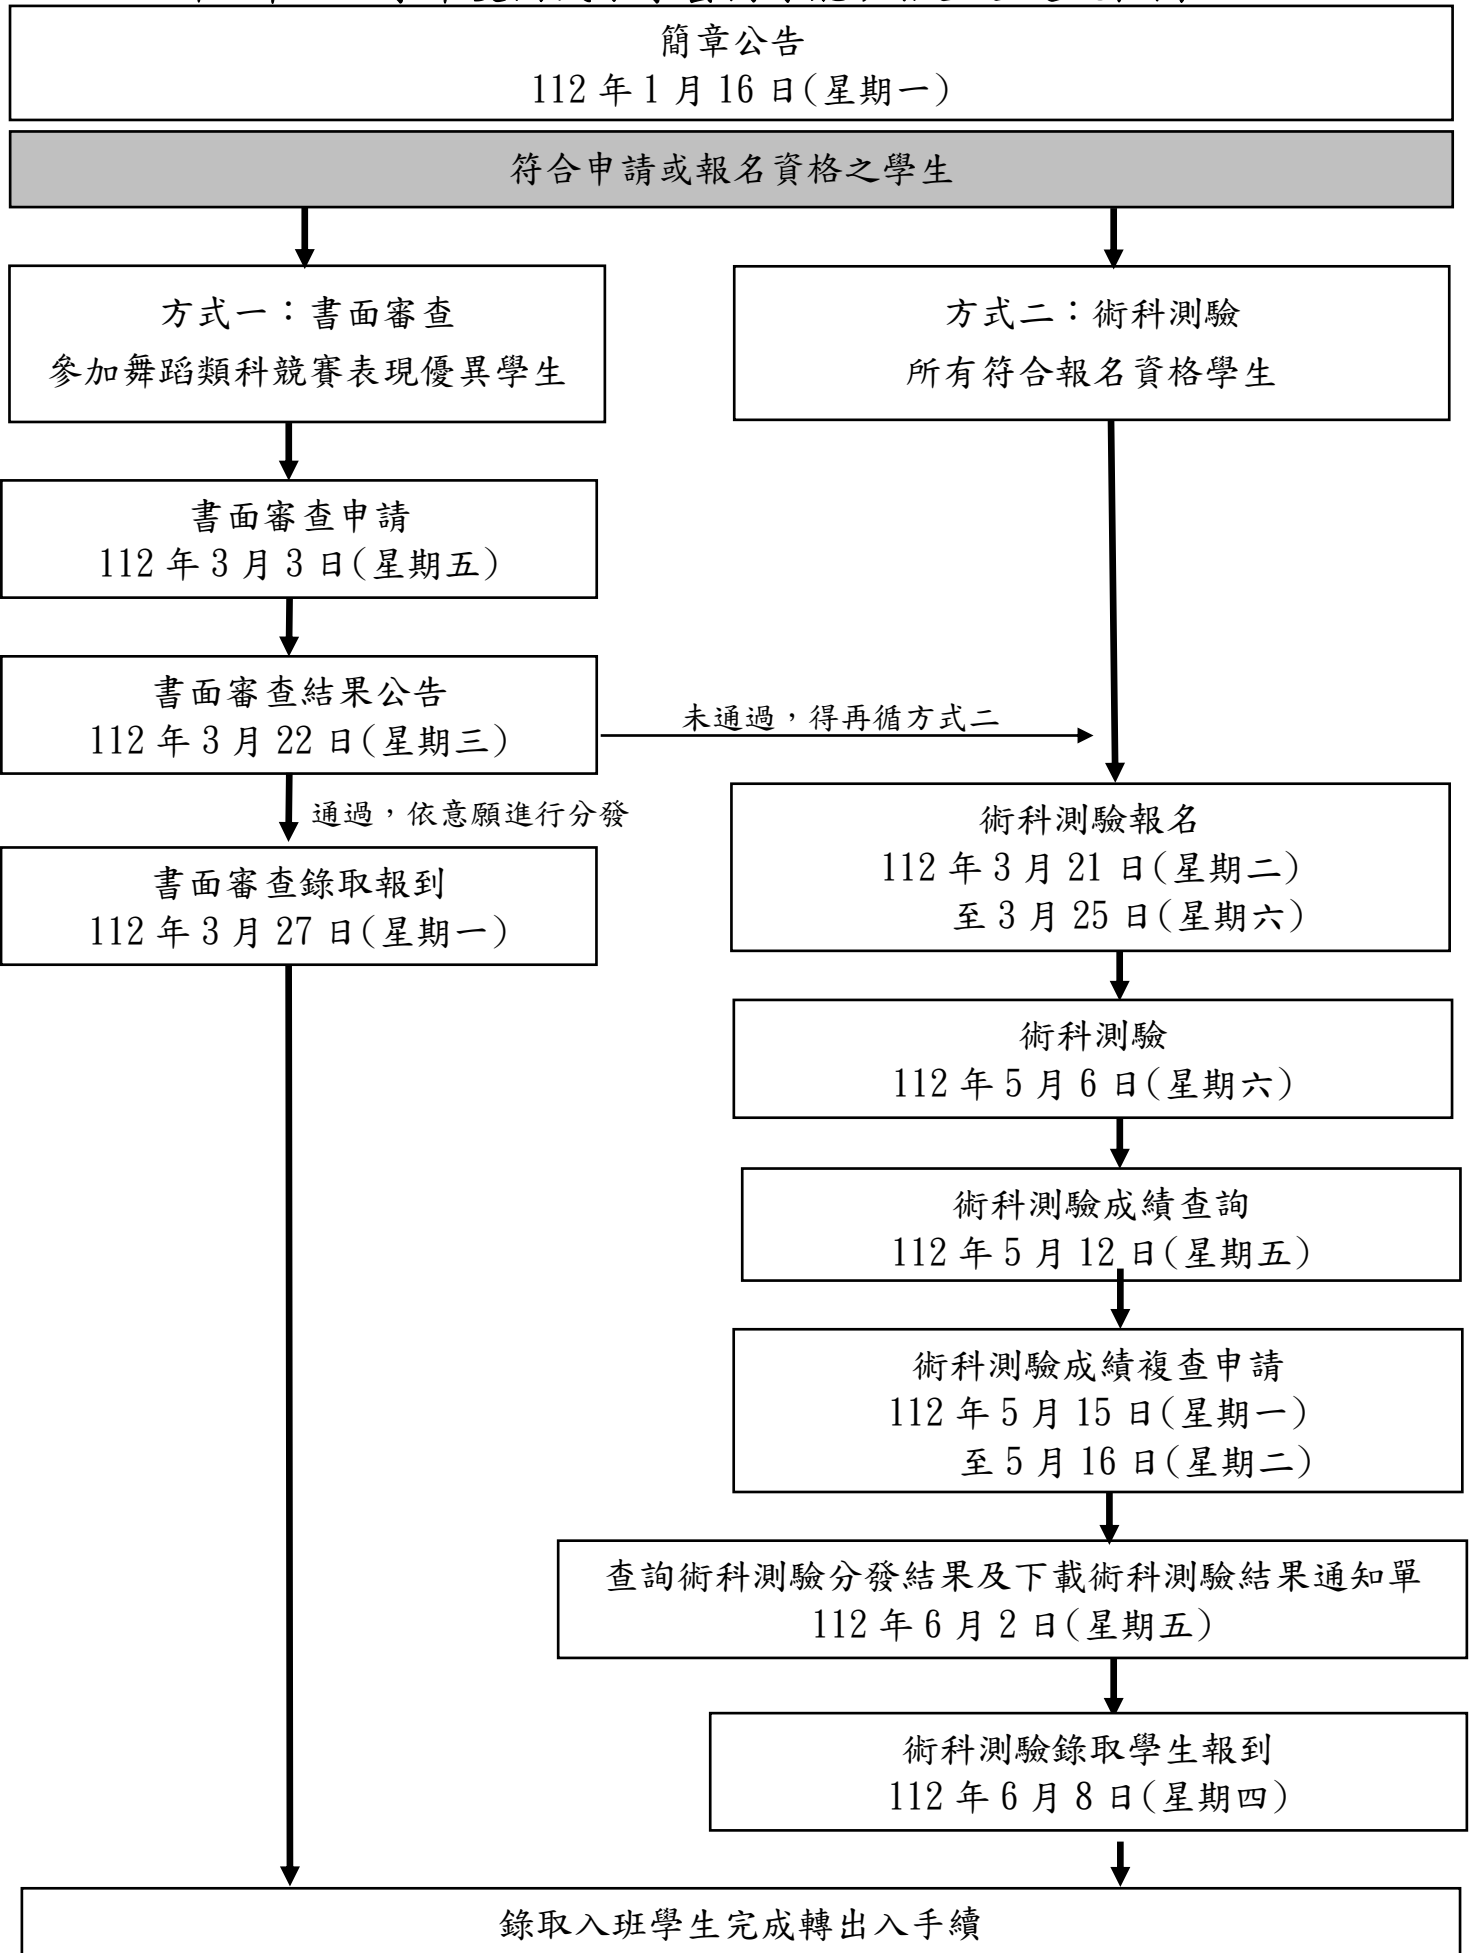 簡章公告
112 年 1 月 16 日(星期一)
符合申請或報名資格之學生
方式一：書面審查
參加舞蹈類科競賽表現優異學生
方式二：術科測驗
所有符合報名資格學生
書面審查申請
112 年 3 月 3 日(星期五)
書面審查結果公告
112 年 3 月 22 日(星期三)
未通過，得再循方式二
通過，依意願進行分發
書面審查錄取報到
112 年 3 月 27 日(星期一)
術科測驗報名
112 年 3 月 21 日(星期二)
至 3 月 25 日(星期六)
術科測驗
112 年 5 月 6 日(星期六)
術科測驗成績查詢
112 年 5 月 12 日(星期五)
術科測驗成績複查申請
112 年 5 月 15 日(星期一)
至 5 月 16 日(星期二)
查詢術科測驗分發結果及下載術科測驗結果通知單
112 年 6 月 2 日(星期五)
術科測驗錄取學生報到
112 年 6 月 8 日(星期四)
錄取入班學生完成轉出入手續